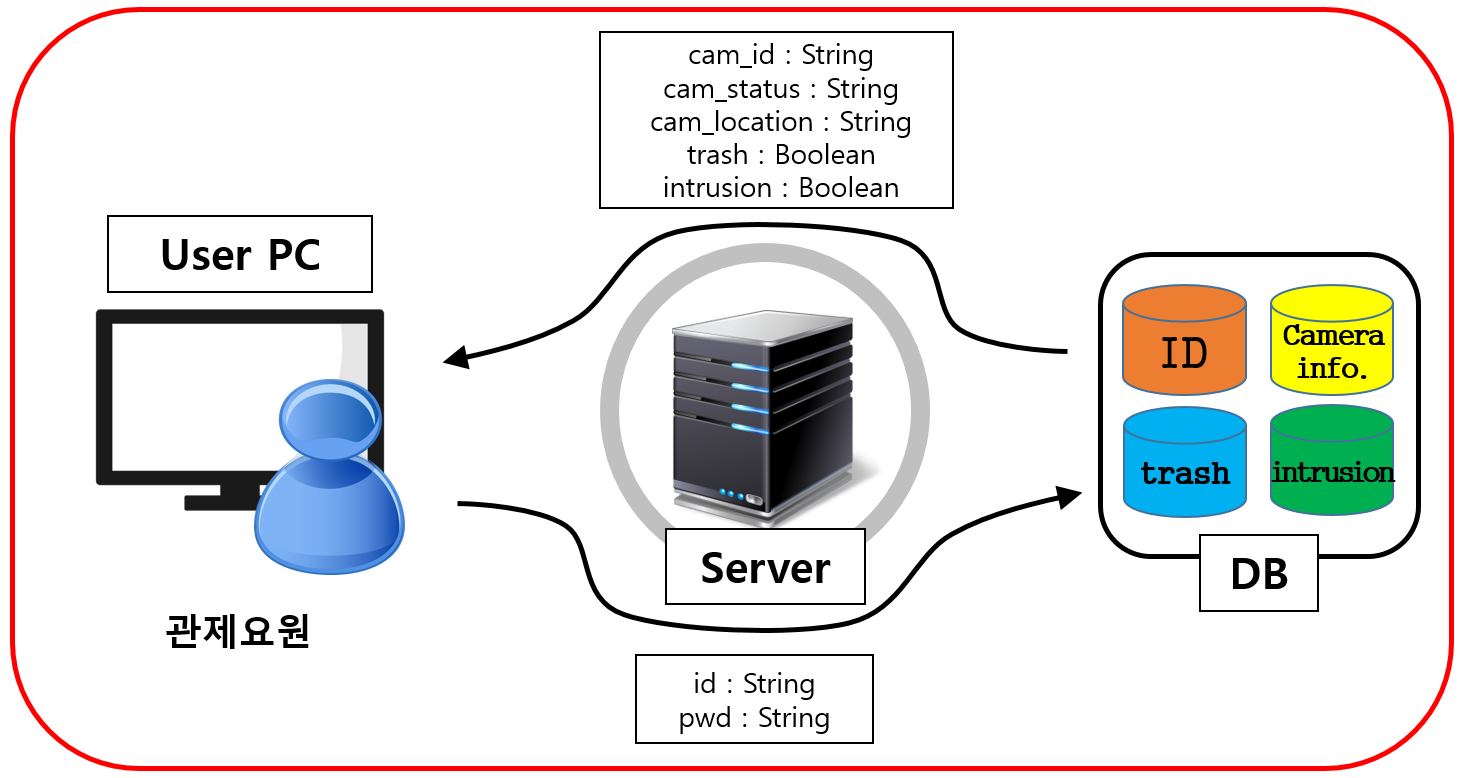 cam_id : String
cam_status : String
cam_location : String
trash : Boolean
intrusion : Boolean
User PC
ID
Camera
info.
trash
intrusion
Server
DB
관제요원
id : String
pwd : String